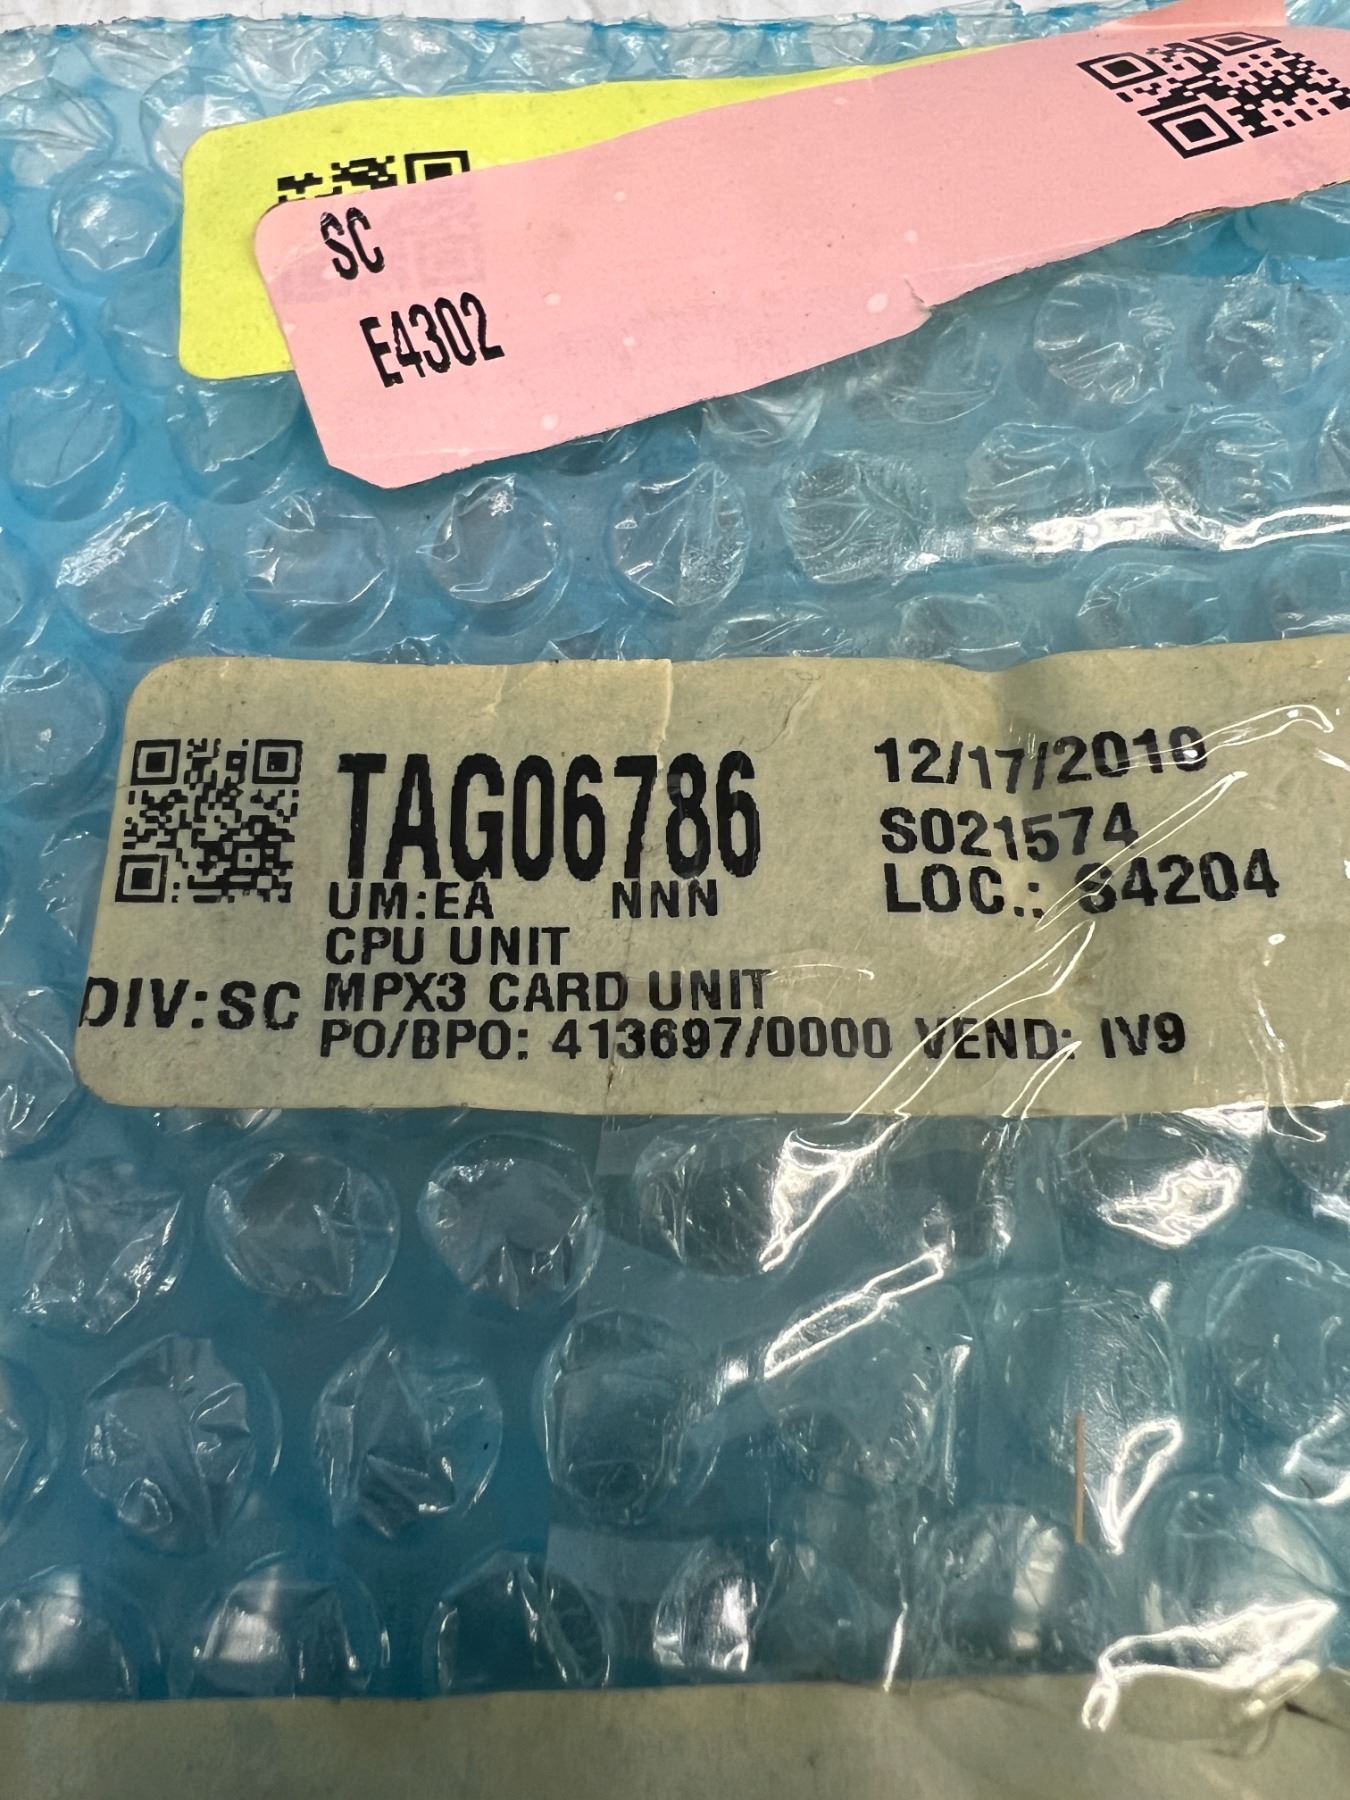 SC
E4302
TAG06786
12/17/2010
S021574
UM:EA NNN
LOC.: S4204
CPU UNIT
DIV:SC
MPX3 CARD UNIT
PO/BPO: 413697/0000 VEND: IV9